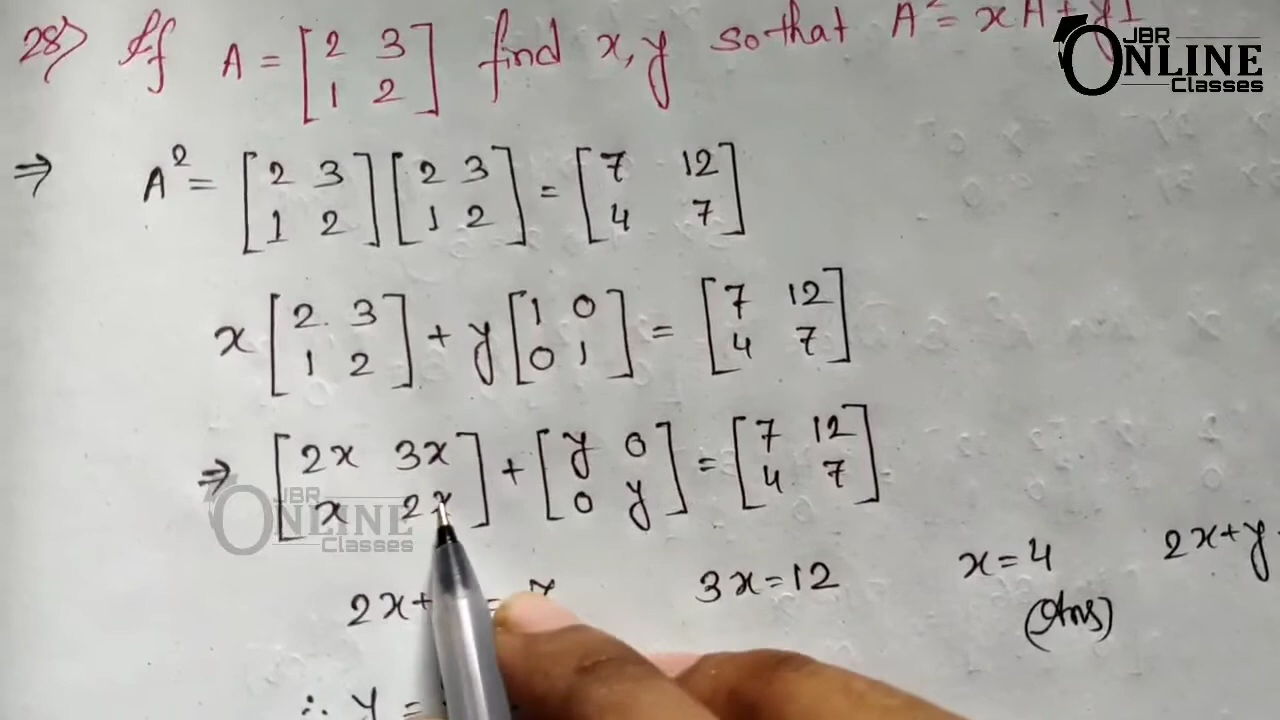 28) If A = [2 3 find x, y so that A² = xA + yI
1 2]
JBR
ONLINE
Classes
⇒ A² = [2 3 [2 3 = [7 12
1 2] 1 2] 4 7]
x [2 3 + y [1 0 = [7 12
1 2] 0 1] 4 7]
⇒ [2x 3x + [y 0 = [7 12
x 2x] 0 y] 4 7]
JBR
ONLINE
Classes
2x+ = 7 3x=12 x=4 2x+y
(Ans)
∴ y =